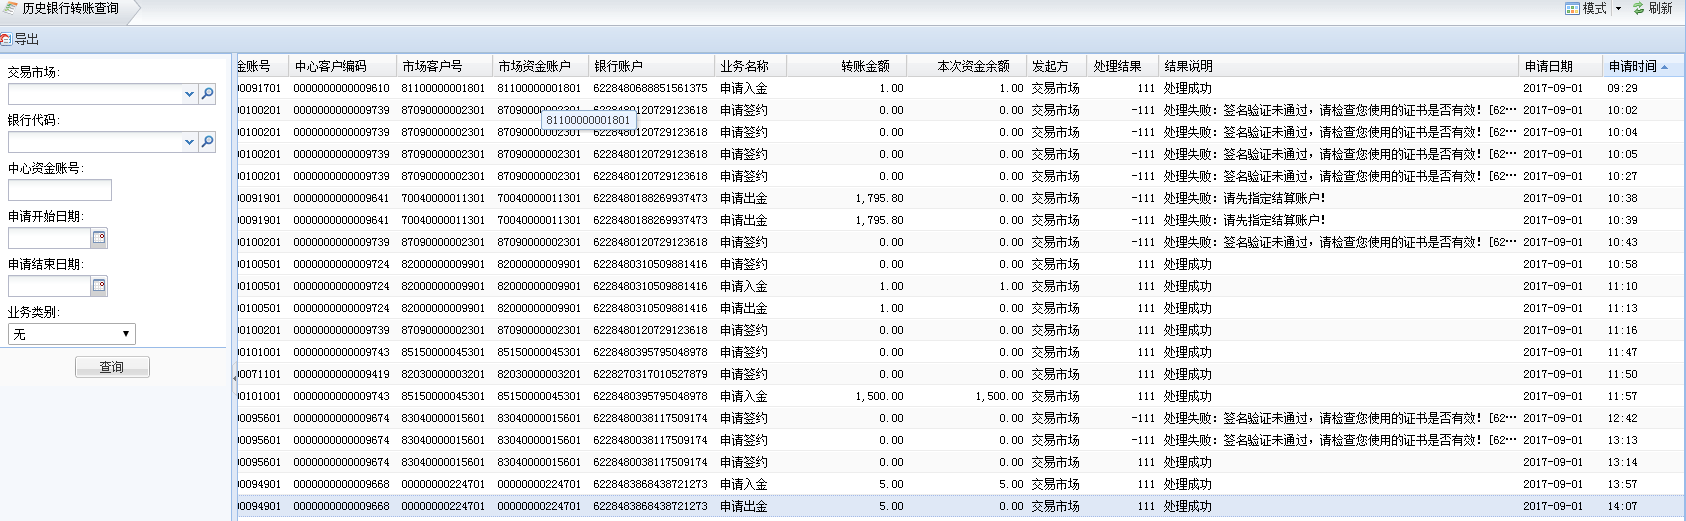 历史银行转账查询
模式
刷新
导出
交易市场:
银行代码:
中心资金账号:
申请开始日期:
申请结束日期:
业务类别:
无
查询
金账号 中心客户编码 市场客户号 市场资金账户 银行账户 业务名称 转账金额 本次资金余额 发起方 处理结果 结果说明 申请日期 申请时间
00091701 0000000000009610 81100000001801 81100000001801 6228480688851561375 申请入金 1.00 1.00 交易市场 111 处理成功 2017-09-01 09:29
00100201 0000000000009739 87090000002301 87090000002301 6228480120729123618 申请签约 0.00 0.00 交易市场 -111 处理失败: 签名验证未通过，请检查您使用的证书是否有效! [62… 2017-09-01 10:02
81100000001801
00100201 0000000000009739 87090000002301 87090000002301 6228480120729123618 申请签约 0.00 0.00 交易市场 -111 处理失败: 签名验证未通过，请检查您使用的证书是否有效! [62… 2017-09-01 10:04
00100201 0000000000009739 87090000002301 87090000002301 6228480120729123618 申请签约 0.00 0.00 交易市场 -111 处理失败: 签名验证未通过，请检查您使用的证书是否有效! [62… 2017-09-01 10:05
00100201 0000000000009739 87090000002301 87090000002301 6228480120729123618 申请签约 0.00 0.00 交易市场 -111 处理失败: 签名验证未通过，请检查您使用的证书是否有效! [62… 2017-09-01 10:27
00091901 0000000000009641 70040000011301 70040000011301 6228480188269937473 申请出金 1,795.80 0.00 交易市场 -111 处理失败: 请先指定结算账户! 2017-09-01 10:38
00091901 0000000000009641 70040000011301 70040000011301 6228480188269937473 申请出金 1,795.80 0.00 交易市场 -111 处理失败: 请先指定结算账户! 2017-09-01 10:39
00100201 0000000000009739 87090000002301 87090000002301 6228480120729123618 申请签约 0.00 0.00 交易市场 -111 处理失败: 签名验证未通过，请检查您使用的证书是否有效! [62… 2017-09-01 10:43
00100501 0000000000009724 82000000009901 82000000009901 6228480310509881416 申请签约 0.00 0.00 交易市场 111 处理成功 2017-09-01 10:58
00100501 0000000000009724 82000000009901 82000000009901 6228480310509881416 申请入金 1.00 1.00 交易市场 111 处理成功 2017-09-01 11:10
00100501 0000000000009724 82000000009901 82000000009901 6228480310509881416 申请出金 1.00 0.00 交易市场 111 处理成功 2017-09-01 11:13
00100201 0000000000009739 87090000002301 87090000002301 6228480120729123618 申请签约 0.00 0.00 交易市场 111 处理成功 2017-09-01 11:16
00101001 0000000000009743 85150000045301 85150000045301 6228480395795048978 申请签约 0.00 0.00 交易市场 111 处理成功 2017-09-01 11:47
00071101 0000000000009419 82030000003201 82030000003201 6228270317010527879 申请签约 0.00 0.00 交易市场 111 处理成功 2017-09-01 11:50
00101001 0000000000009743 85150000045301 85150000045301 6228480395795048978 申请入金 1,500.00 1,500.00 交易市场 111 处理成功 2017-09-01 11:57
00095601 0000000000009674 83040000015601 83040000015601 6228480038117509174 申请签约 0.00 0.00 交易市场 -111 处理失败: 签名验证未通过，请检查您使用的证书是否有效! [62… 2017-09-01 12:42
00095601 0000000000009674 83040000015601 83040000015601 6228480038117509174 申请签约 0.00 0.00 交易市场 -111 处理失败: 签名验证未通过，请检查您使用的证书是否有效! [62… 2017-09-01 13:13
00095601 0000000000009674 83040000015601 83040000015601 6228480038117509174 申请签约 0.00 0.00 交易市场 111 处理成功 2017-09-01 13:14
00094901 0000000000009668 00000000224701 00000000224701 6228483868438721273 申请入金 5.00 5.00 交易市场 111 处理成功 2017-09-01 13:57
00094901 0000000000009668 00000000224701 00000000224701 6228483868438721273 申请出金 5.00 0.00 交易市场 111 处理成功 2017-09-01 14:07